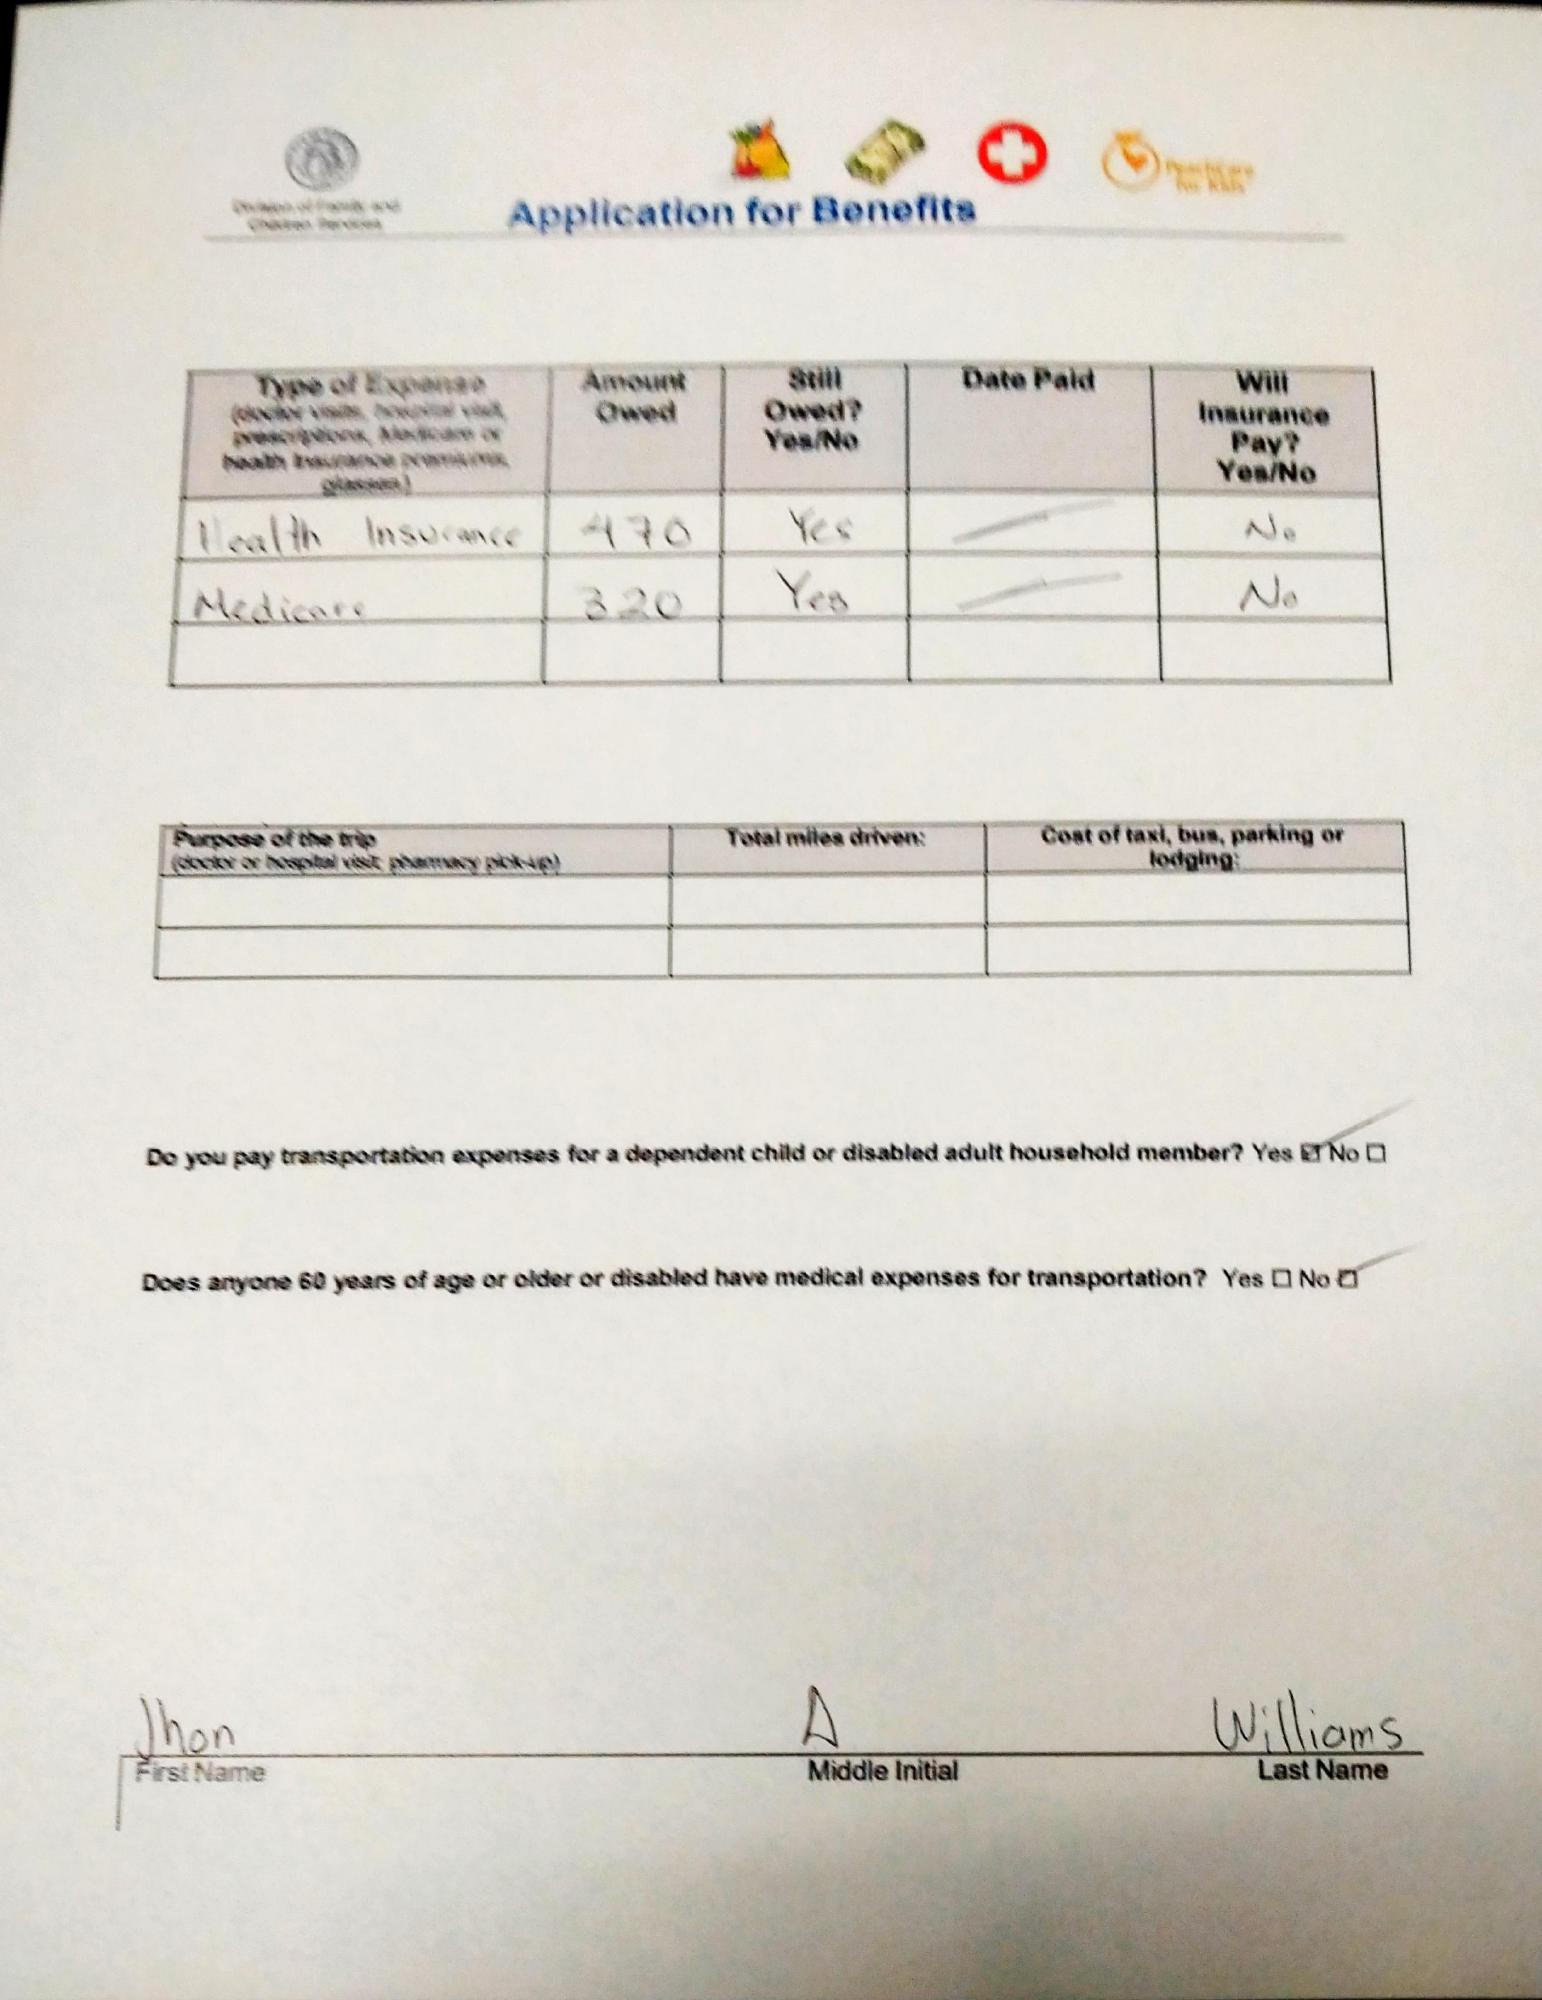 Division of Family and
Children Services
PeachCare
for Kids
Application for Benefits
Type of Expense
(doctor visits, hospital visit,
prescriptions, Medicare or
health insurance premiums,
glasses)
Amount
Owed
Still
Owed?
Yes/No
Date Paid
Will
Insurance
Pay?
Yes/No
Health Insurance 470 Yes No
Medicare 320 Yes No
Purpose of the trip
(doctor or hospital visit, pharmacy pick-up)
Total miles driven:
Cost of taxi, bus, parking or
lodging:
Do you pay transportation expenses for a dependent child or disabled adult household member? Yes ☑ No ☐
Does anyone 60 years of age or older or disabled have medical expenses for transportation? Yes ☐ No ☑
Jhon A Williams
First Name Middle Initial Last Name